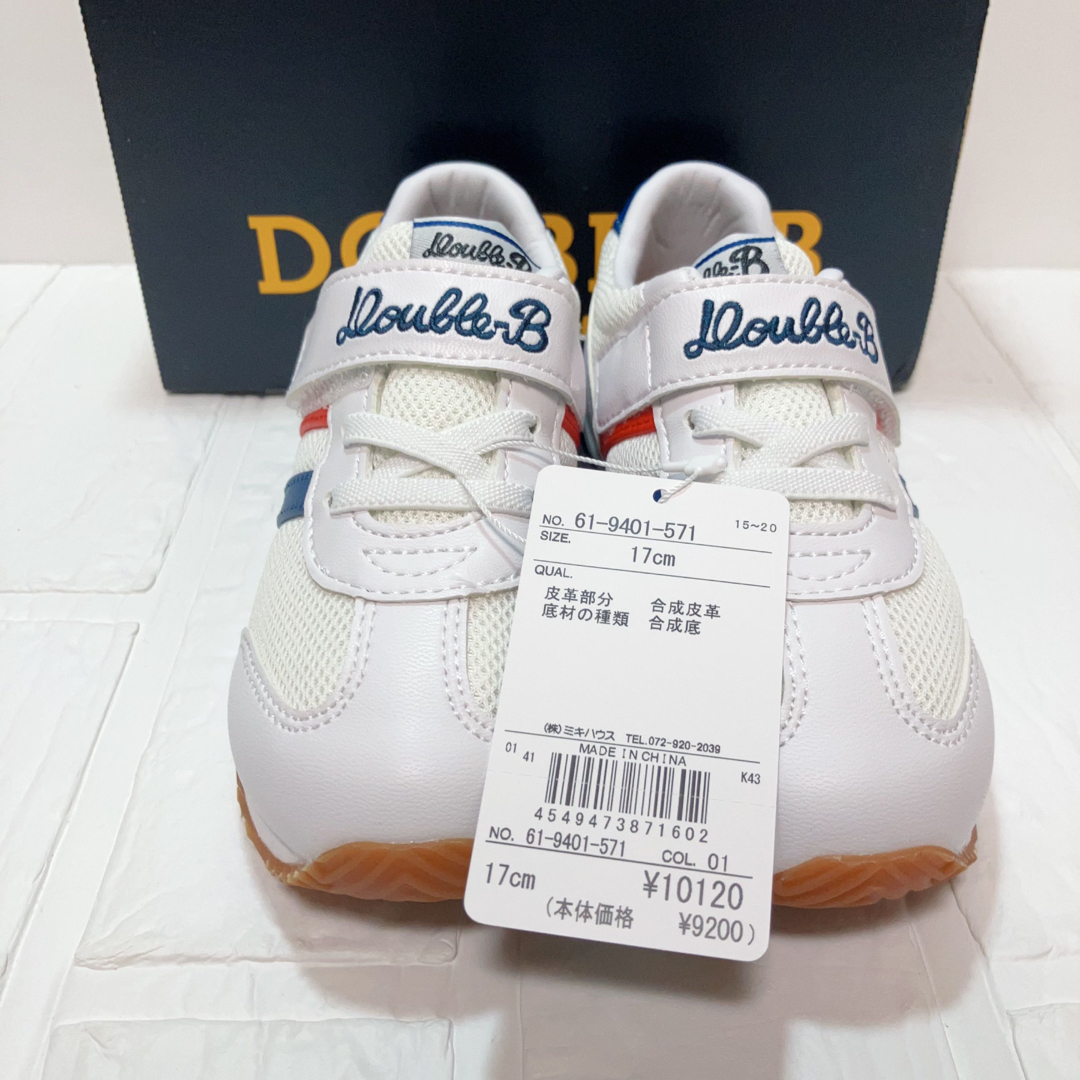 DOUBLE B
Double-B
Double-B
Double-B
Double-B
NO. 61-9401-571 15~20
SIZE. 17cm
QUAL.
皮革部分 合成皮革
底材の種類 合成底
(株)ミキハウス TEL.072-920-2039
MADE IN CHINA
01 41 K43
4549473871602
NO. 61-9401-571 COL. 01
17cm ¥10120
(本体価格 ¥9200)